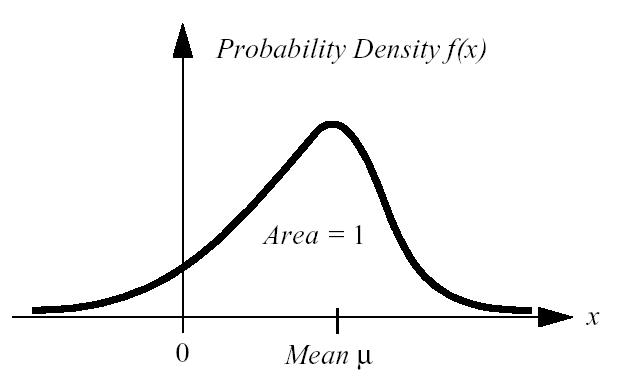 Probability Density f(x)
Area = 1
x
0
Mean μ